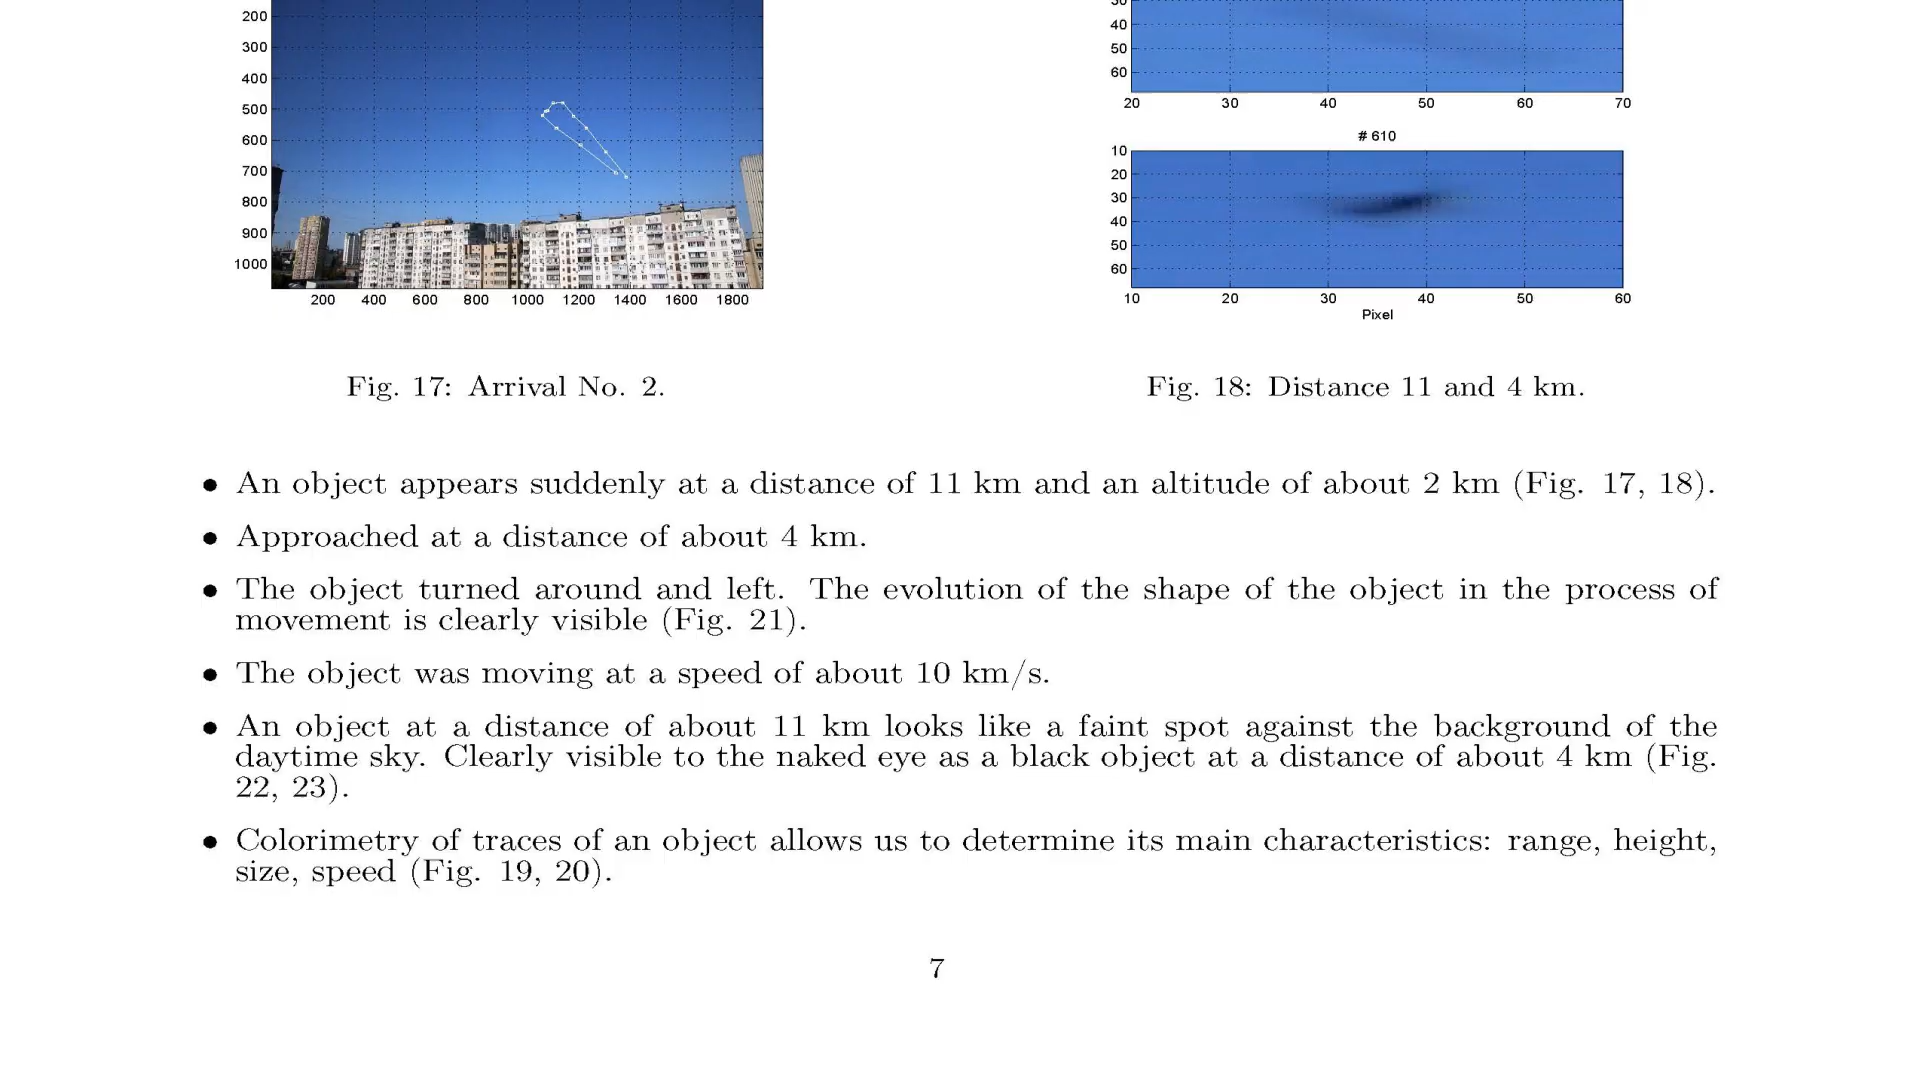 200
300
400
500
600
700
800
900
1000
200 400 600 800 1000 1200 1400 1600 1800
Fig. 17: Arrival No. 2.
30
40
50
60
20 30 40 50 60 70
# 610
10
20
30
40
50
60
10 20 30 40 50 60
Pixel
Fig. 18: Distance 11 and 4 km.
• An object appears suddenly at a distance of 11 km and an altitude of about 2 km (Fig. 17, 18).
• Approached at a distance of about 4 km.
• The object turned around and left. The evolution of the shape of the object in the process of
movement is clearly visible (Fig. 21).
• The object was moving at a speed of about 10 km/s.
• An object at a distance of about 11 km looks like a faint spot against the background of the
daytime sky. Clearly visible to the naked eye as a black object at a distance of about 4 km (Fig.
22, 23).
• Colorimetry of traces of an object allows us to determine its main characteristics: range, height,
size, speed (Fig. 19, 20).
7